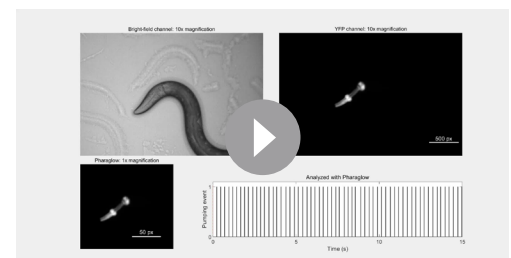 Bright-field channel: 10x magnification
YFP channel: 10x magnification
500 px
Pharaglow: 1x magnification
50 px
Analyzed with Pharaglow
Pumping event
1
0
0 5 10 15
Time (s)